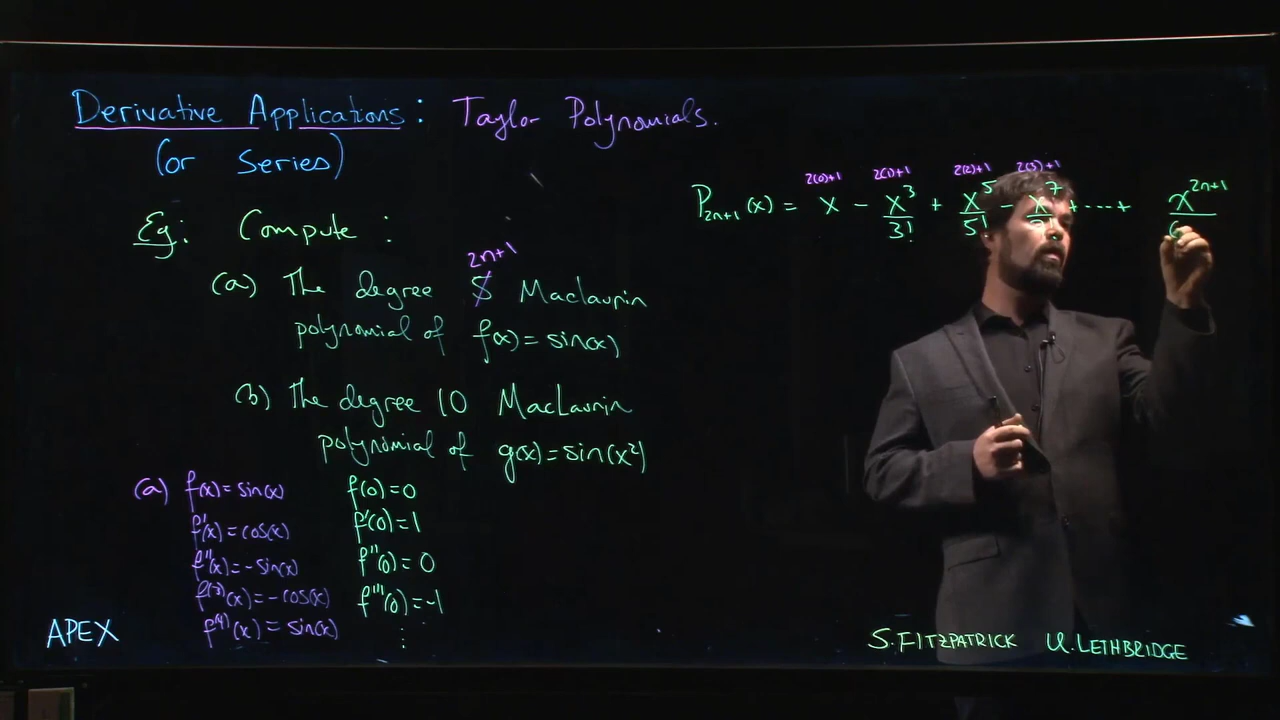 Derivative Applications: Taylor Polynomials.
(or Series)
Eg: Compute:
2n+1
(a) The degree 5 Maclaurin
polynomial of f(x) = sin(x)
(b) The degree 10 MacLaurin
polynomial of g(x) = sin(x²)
(a) f(x) = sin(x) f(0) = 0
f'(x) = cos(x) f'(0) = 1
f''(x) = -sin(x) f''(0) = 0
f⁽³⁾(x) = -cos(x) f'''(0) = -1
f⁽⁴⁾(x) = sin(x) ⋮
2(0)+1 2(1)+1 2(2)+1 2(3)+1
P₂ₙ₊₁(x) = x - x³/3! + x⁵/5! - x⁷/7! + ⋯ + x²ⁿ⁺¹/(
APEX
S. FITZPATRICK U. LETHBRIDGE